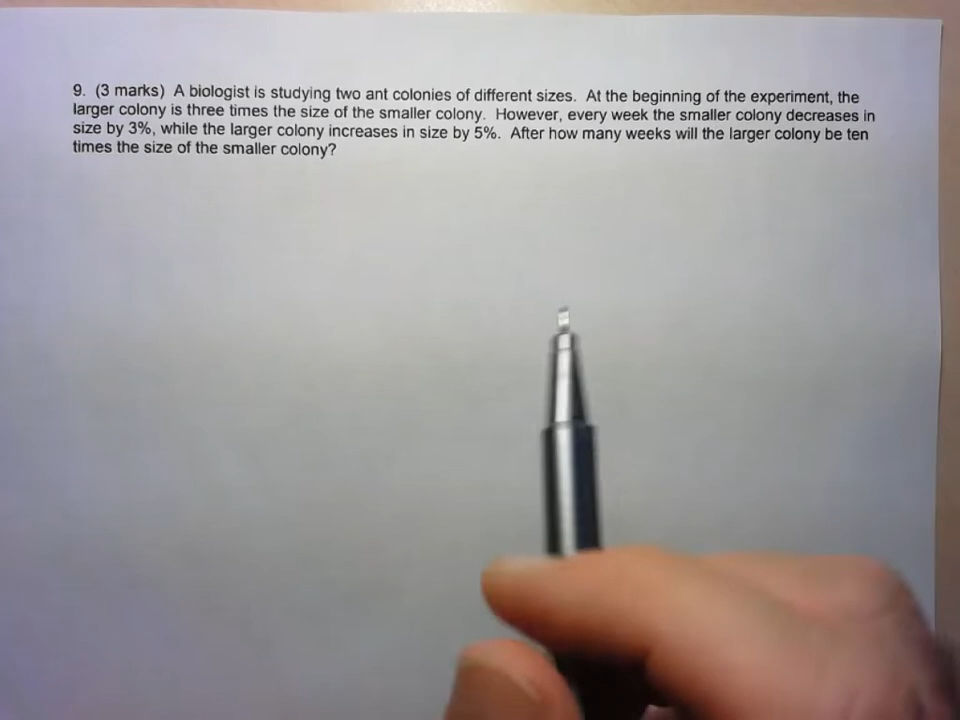 9. (3 marks) A biologist is studying two ant colonies of different sizes. At the beginning of the experiment, the
larger colony is three times the size of the smaller colony. However, every week the smaller colony decreases in
size by 3%, while the larger colony increases in size by 5%. After how many weeks will the larger colony be ten
times the size of the smaller colony?